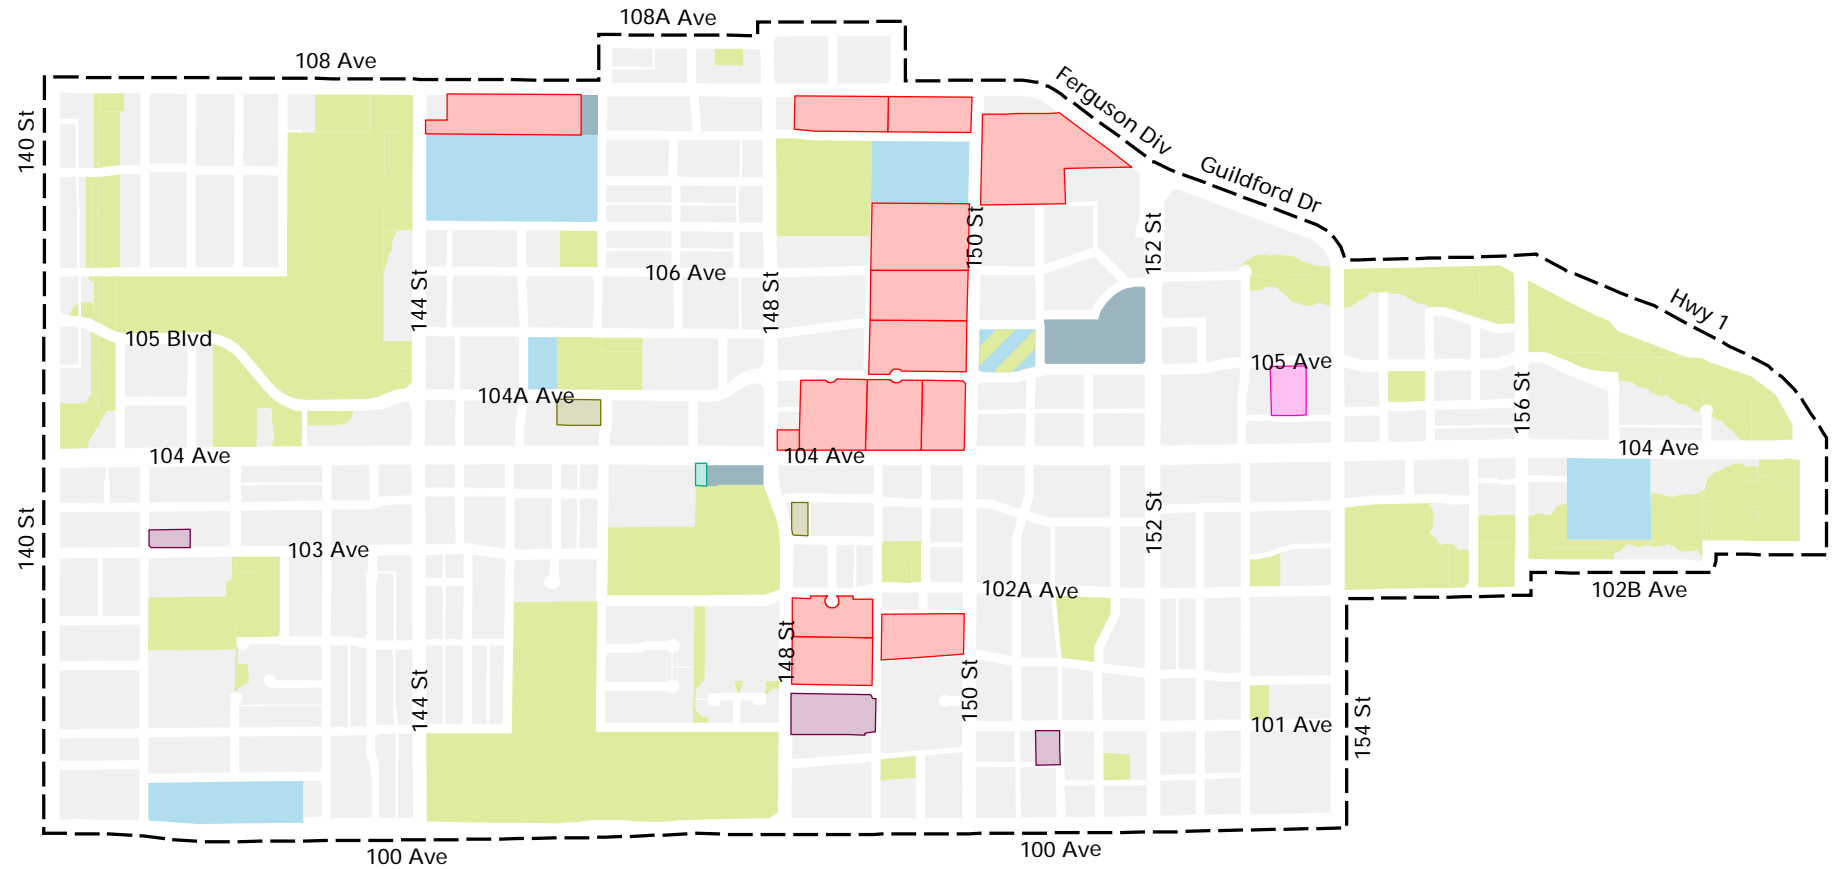 108A Ave
108 Ave
Ferguson Div
140 St
Guildford Dr
150 St
152 St
106 Ave
144 St
148 St
Hwy 1
105 Blvd
105 Ave
104A Ave
156 St
104 Ave
104 Ave
104 Ave
140 St
152 St
103 Ave
102A Ave
102B Ave
148 St
144 St
150 St
101 Ave
154 St
100 Ave
100 Ave